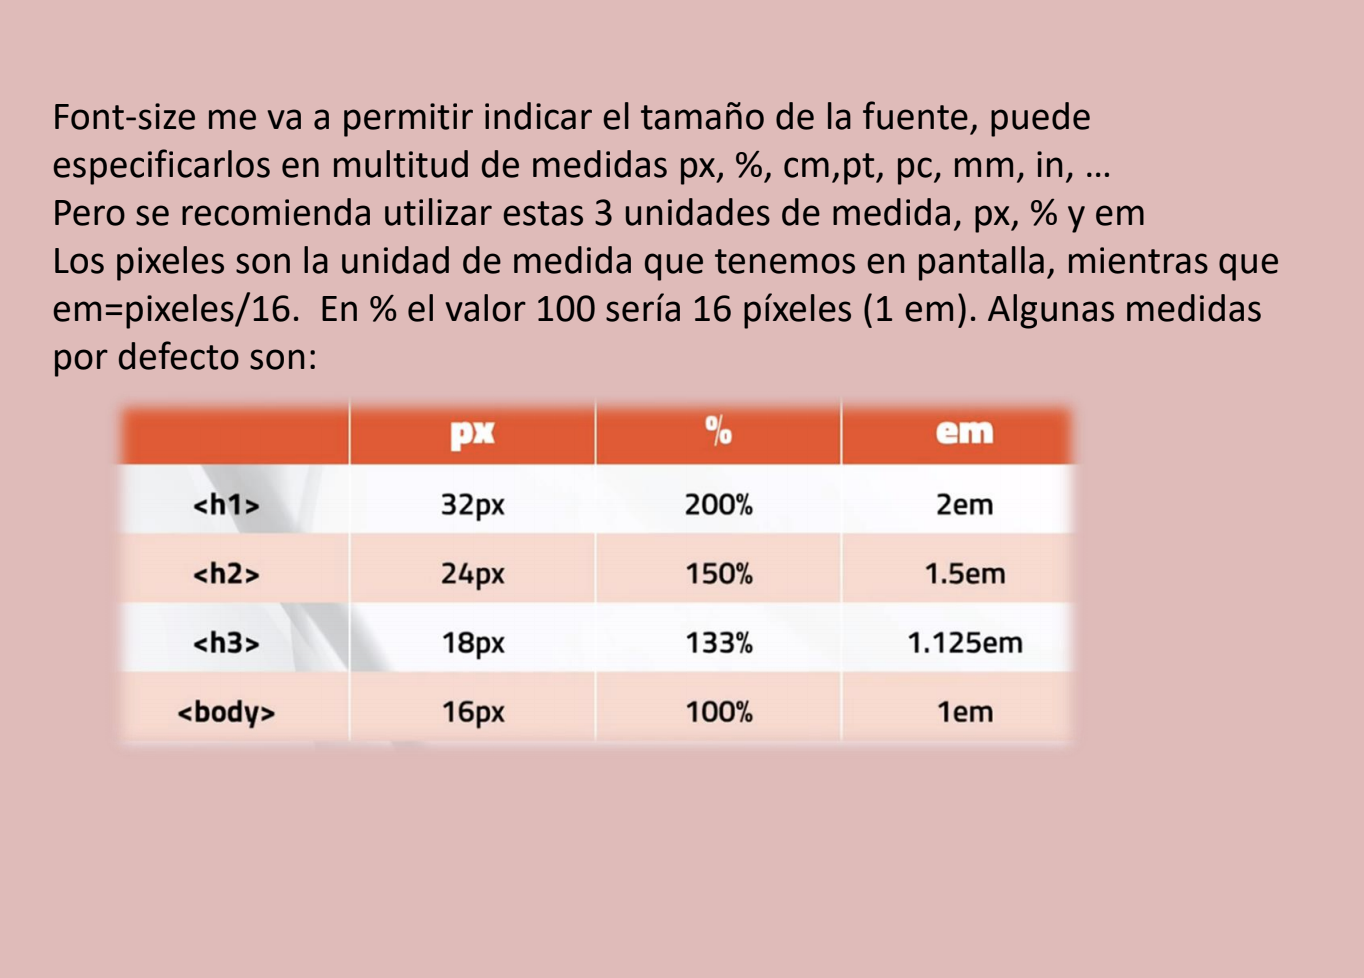 Font-size me va a permitir indicar el tamaño de la fuente, puede
especificarlos en multitud de medidas px, %, cm,pt, pc, mm, in, ...
Pero se recomienda utilizar estas 3 unidades de medida, px, % y em
Los pixeles son la unidad de medida que tenemos en pantalla, mientras que
em=pixeles/16.  En % el valor 100 sería 16 píxeles (1 em). Algunas medidas
por defecto son:
px % em
<h1> 32px 200% 2em
<h2> 24px 150% 1.5em
<h3> 18px 133% 1.125em
<body> 16px 100% 1em